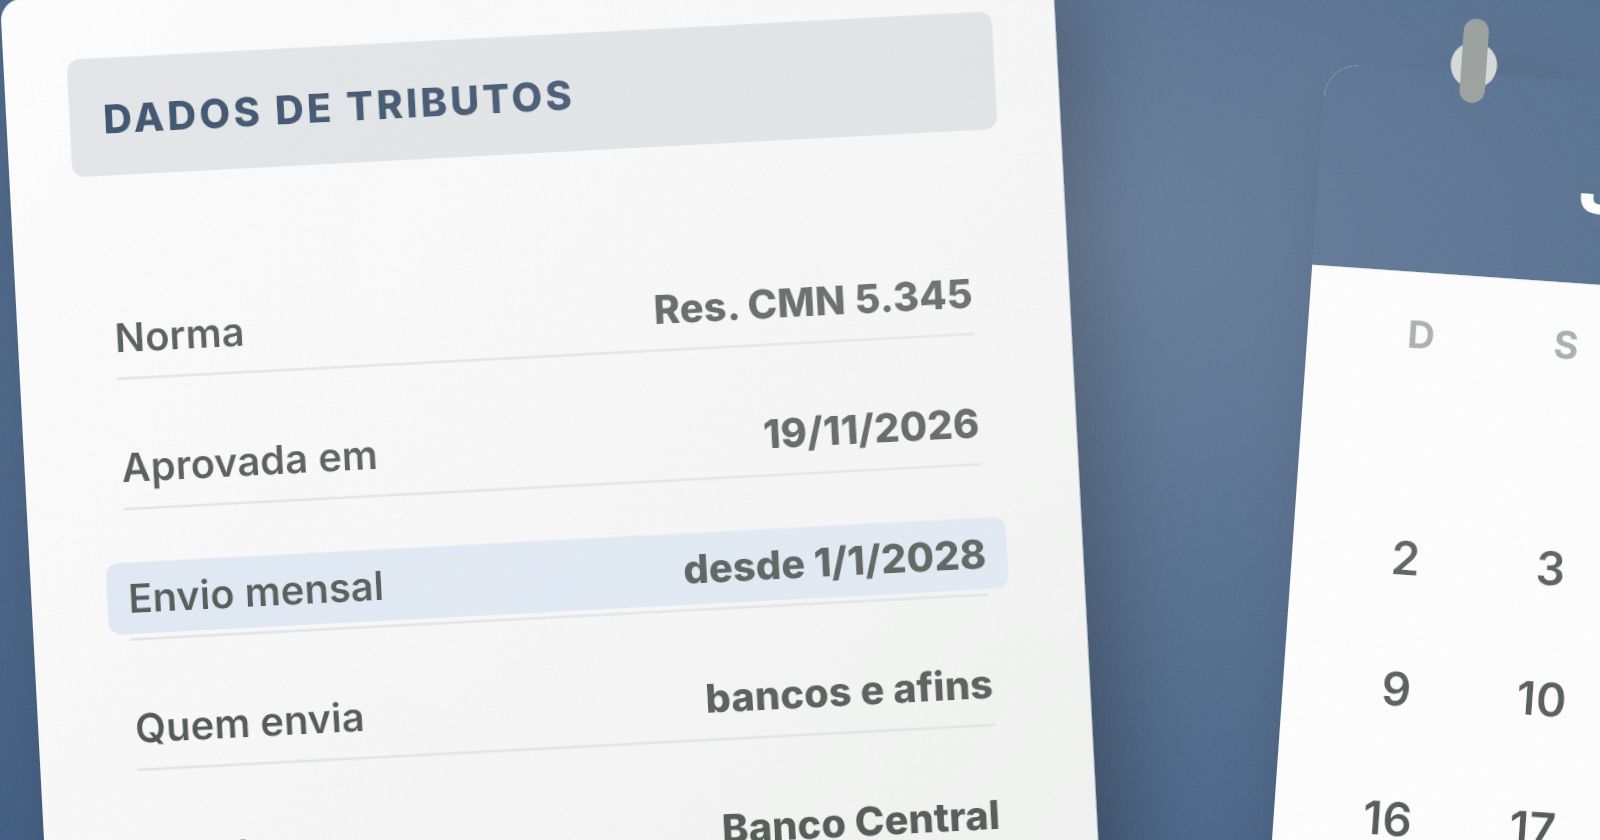 DADOS DE TRIBUTOS
Norma Res. CMN 5.345
Aprovada em 19/11/2026
Envio mensal desde 1/1/2028
Quem envia bancos e afins
Banco Central
D S
2 3
9 10
16 17